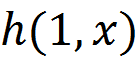 h(1, x)